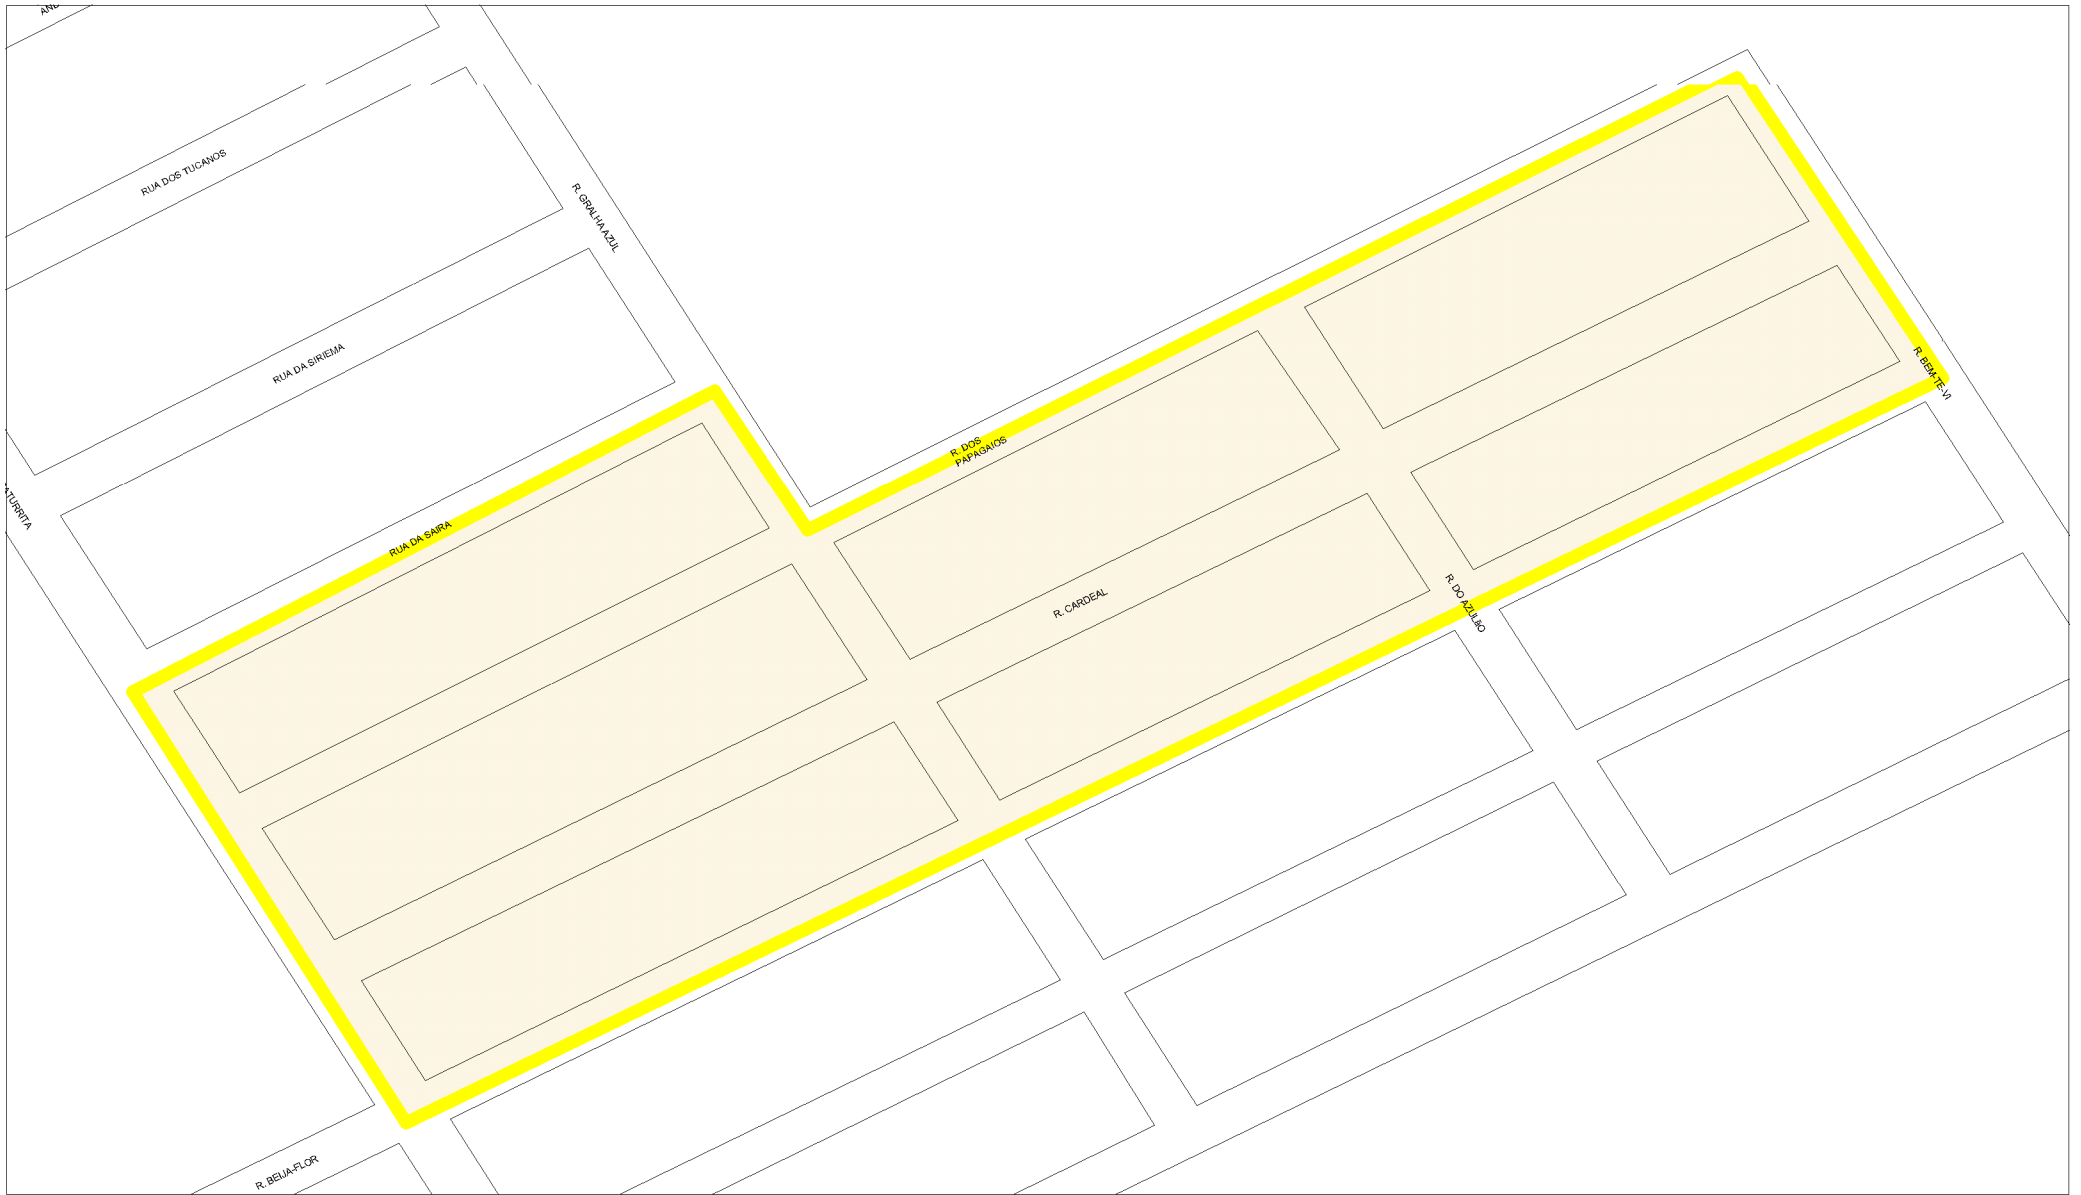 RUA DOS TUCANOS
R. GRALHA AZUL
RUA DA SIRIEMA
R. BEM-TE-VI
R. DOS
PAPAGAIOS
RUA DA SAIRA
R. CARDEAL
R. DO AZULÃO
R. BEIJA-FLOR